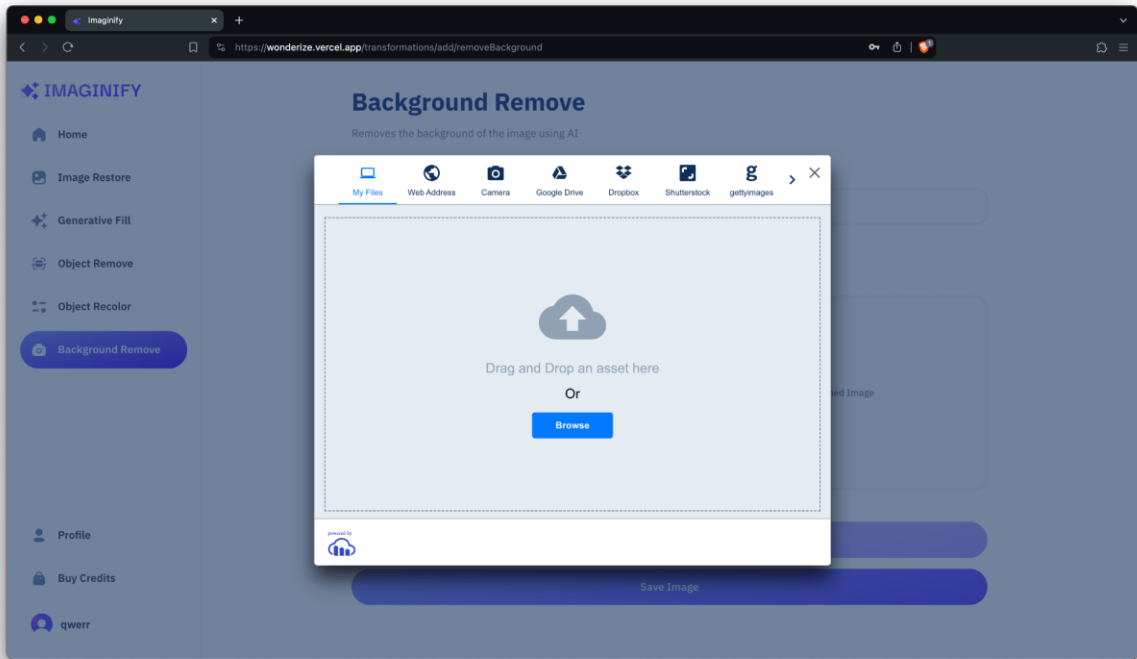 Imaginify
https://wonderize.vercel.app/transformations/add/removeBackground
1
IMAGINIFY
Home
Image Restore
Generative Fill
Object Remove
Object Recolor
Background Remove
Profile
Buy Credits
qwerr
Background Remove
Removes the background of the image using AI
My Files
Web Address
Camera
Google Drive
Dropbox
Shutterstock
gettyimages
Drag and Drop an asset here
Or
Browse
powered by
Image
Save Image